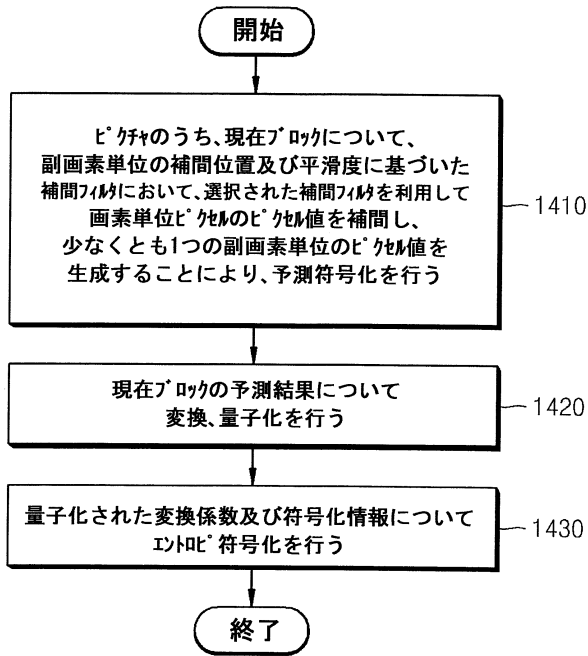 開始
ﾋﾟｸﾁｬのうち、現在ﾌﾞﾛｯｸについて、
副画素単位の補間位置及び平滑度に基づいた
補間ﾌｨﾙﾀにおいて、選択された補間ﾌｨﾙﾀを利用して
画素単位ﾋﾟｸｾﾙのﾋﾟｸｾﾙ値を補間し、
少なくとも1つの副画素単位のﾋﾟｸｾﾙ値を
生成することにより、予測符号化を行う
1410
現在ﾌﾞﾛｯｸの予測結果について
変換、量子化を行う
1420
量子化された変換係数及び符号化情報について
ｴﾝﾄﾛﾋﾟ符号化を行う
1430
終了